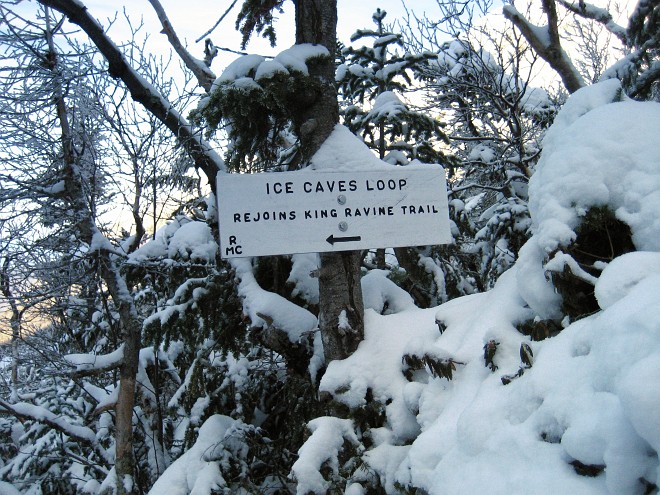 ICE CAVES LOOP
REJOINS KING RAVINE TRAIL
R
MC